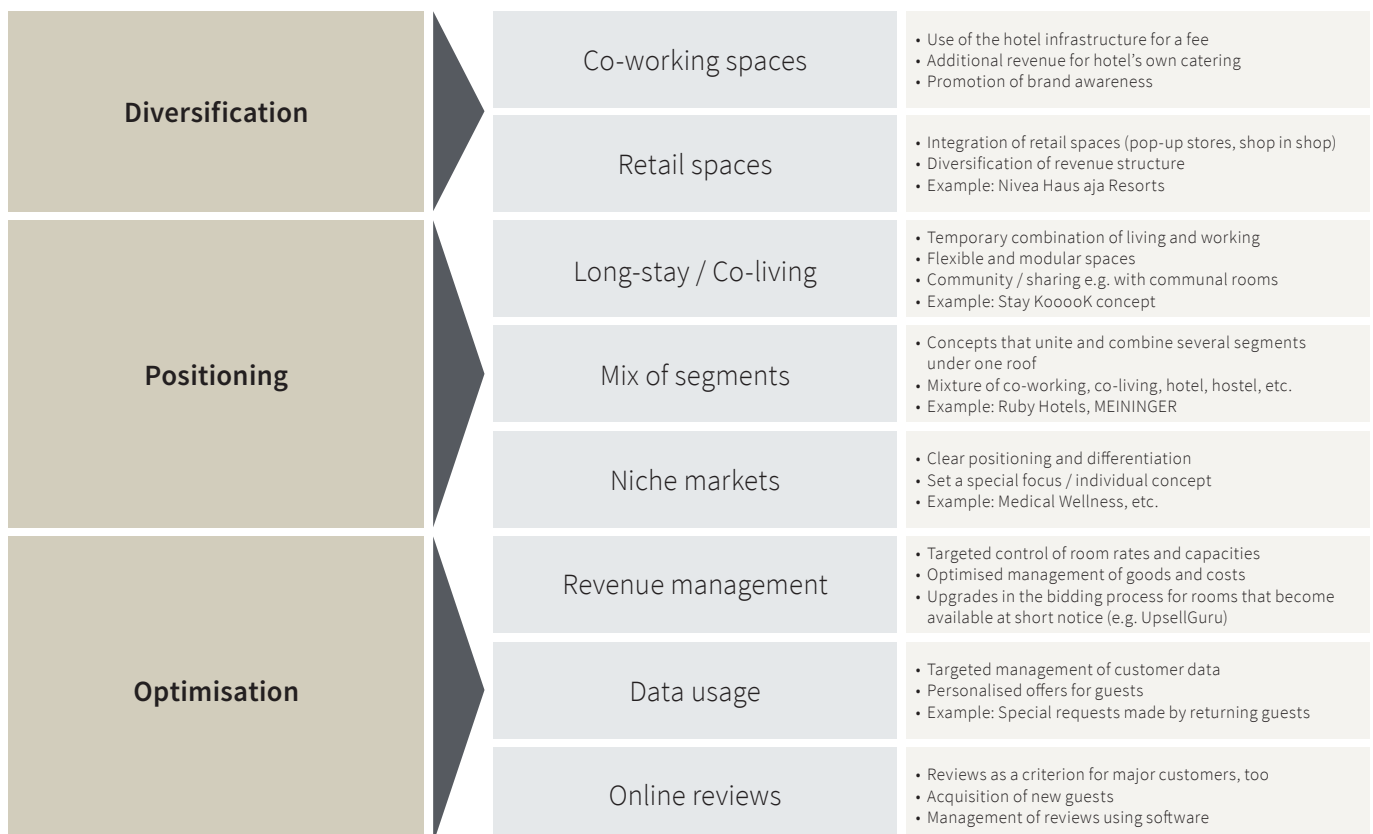 Diversification
Co-working spaces
• Use of the hotel infrastructure for a fee
• Additional revenue for hotel's own catering
• Promotion of brand awareness
Retail spaces
• Integration of retail spaces (pop-up stores, shop in shop)
• Diversification of revenue structure
• Example: Nivea Haus aja Resorts
Positioning
Long-stay / Co-living
• Temporary combination of living and working
• Flexible and modular spaces
• Community / sharing e.g. with communal rooms
• Example: Stay KooooK concept
Mix of segments
• Concepts that unite and combine several segments
under one roof
• Mixture of co-working, co-living, hotel, hostel, etc.
• Example: Ruby Hotels, MEININGER
Niche markets
• Clear positioning and differentiation
• Set a special focus / individual concept
• Example: Medical Wellness, etc.
Optimisation
Revenue management
• Targeted control of room rates and capacities
• Optimised management of goods and costs
• Upgrades in the bidding process for rooms that become
available at short notice (e.g. UpsellGuru)
Data usage
• Targeted management of customer data
• Personalised offers for guests
• Example: Special requests made by returning guests
Online reviews
• Reviews as a criterion for major customers, too
• Acquisition of new guests
• Management of reviews using software